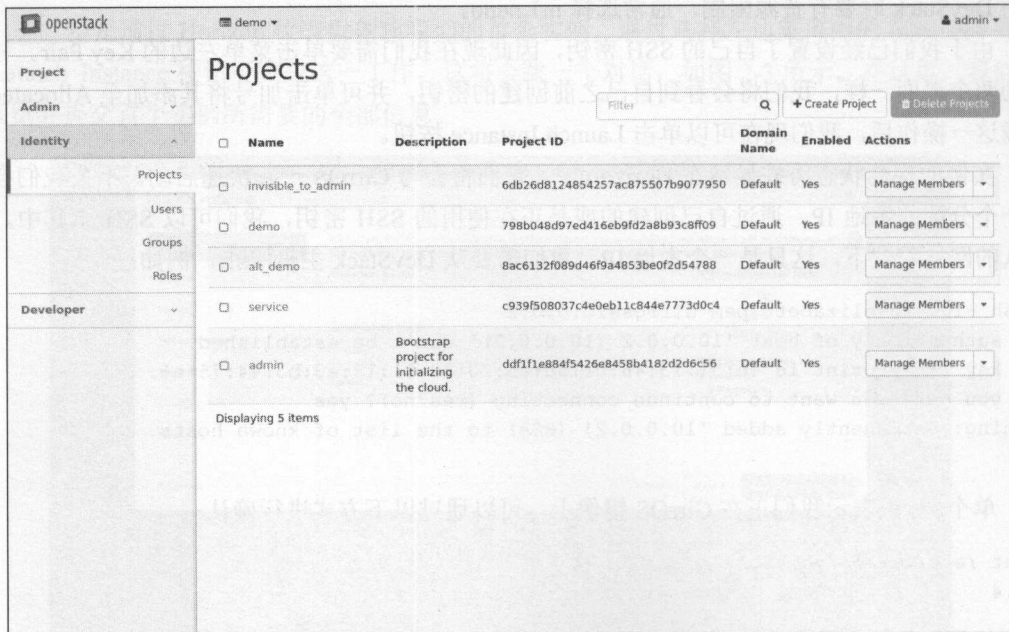 openstack
demo
admin
Project
Admin
Identity
Projects
Users
Groups
Roles
Developer
Projects
Filter
+ Create Project
Delete Projects
Name Description Project ID Domain Name Enabled Actions
invisible_to_admin 6db26d8124854257ac875507b9077950 Default Yes Manage Members
demo 798b048d97ed416eb9fd2a8b93c8ff09 Default Yes Manage Members
alt_demo 8ac6132f089d46f9a4853be0f2d54788 Default Yes Manage Members
service c939f508037c4e0eb11c844e7773d0c4 Default Yes Manage Members
admin Bootstrap project for initializing the cloud. ddf1f1e884f5426e8458b4182d2d6c56 Default Yes Manage Members
Displaying 5 items